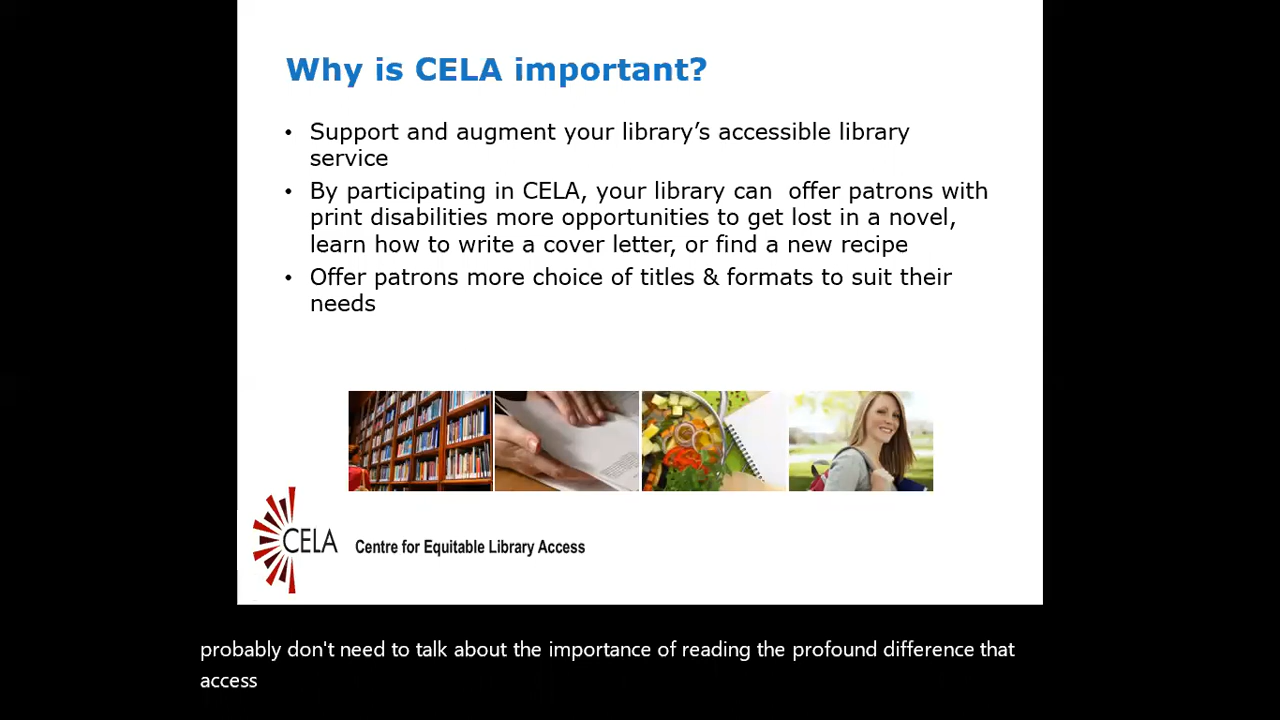 Why is CELA important?
• Support and augment your library’s accessible library
service
• By participating in CELA, your library can  offer patrons with
print disabilities more opportunities to get lost in a novel,
learn how to write a cover letter, or find a new recipe
• Offer patrons more choice of titles & formats to suit their
needs
CELA Centre for Equitable Library Access
probably don't need to talk about the importance of reading the profound difference that
access